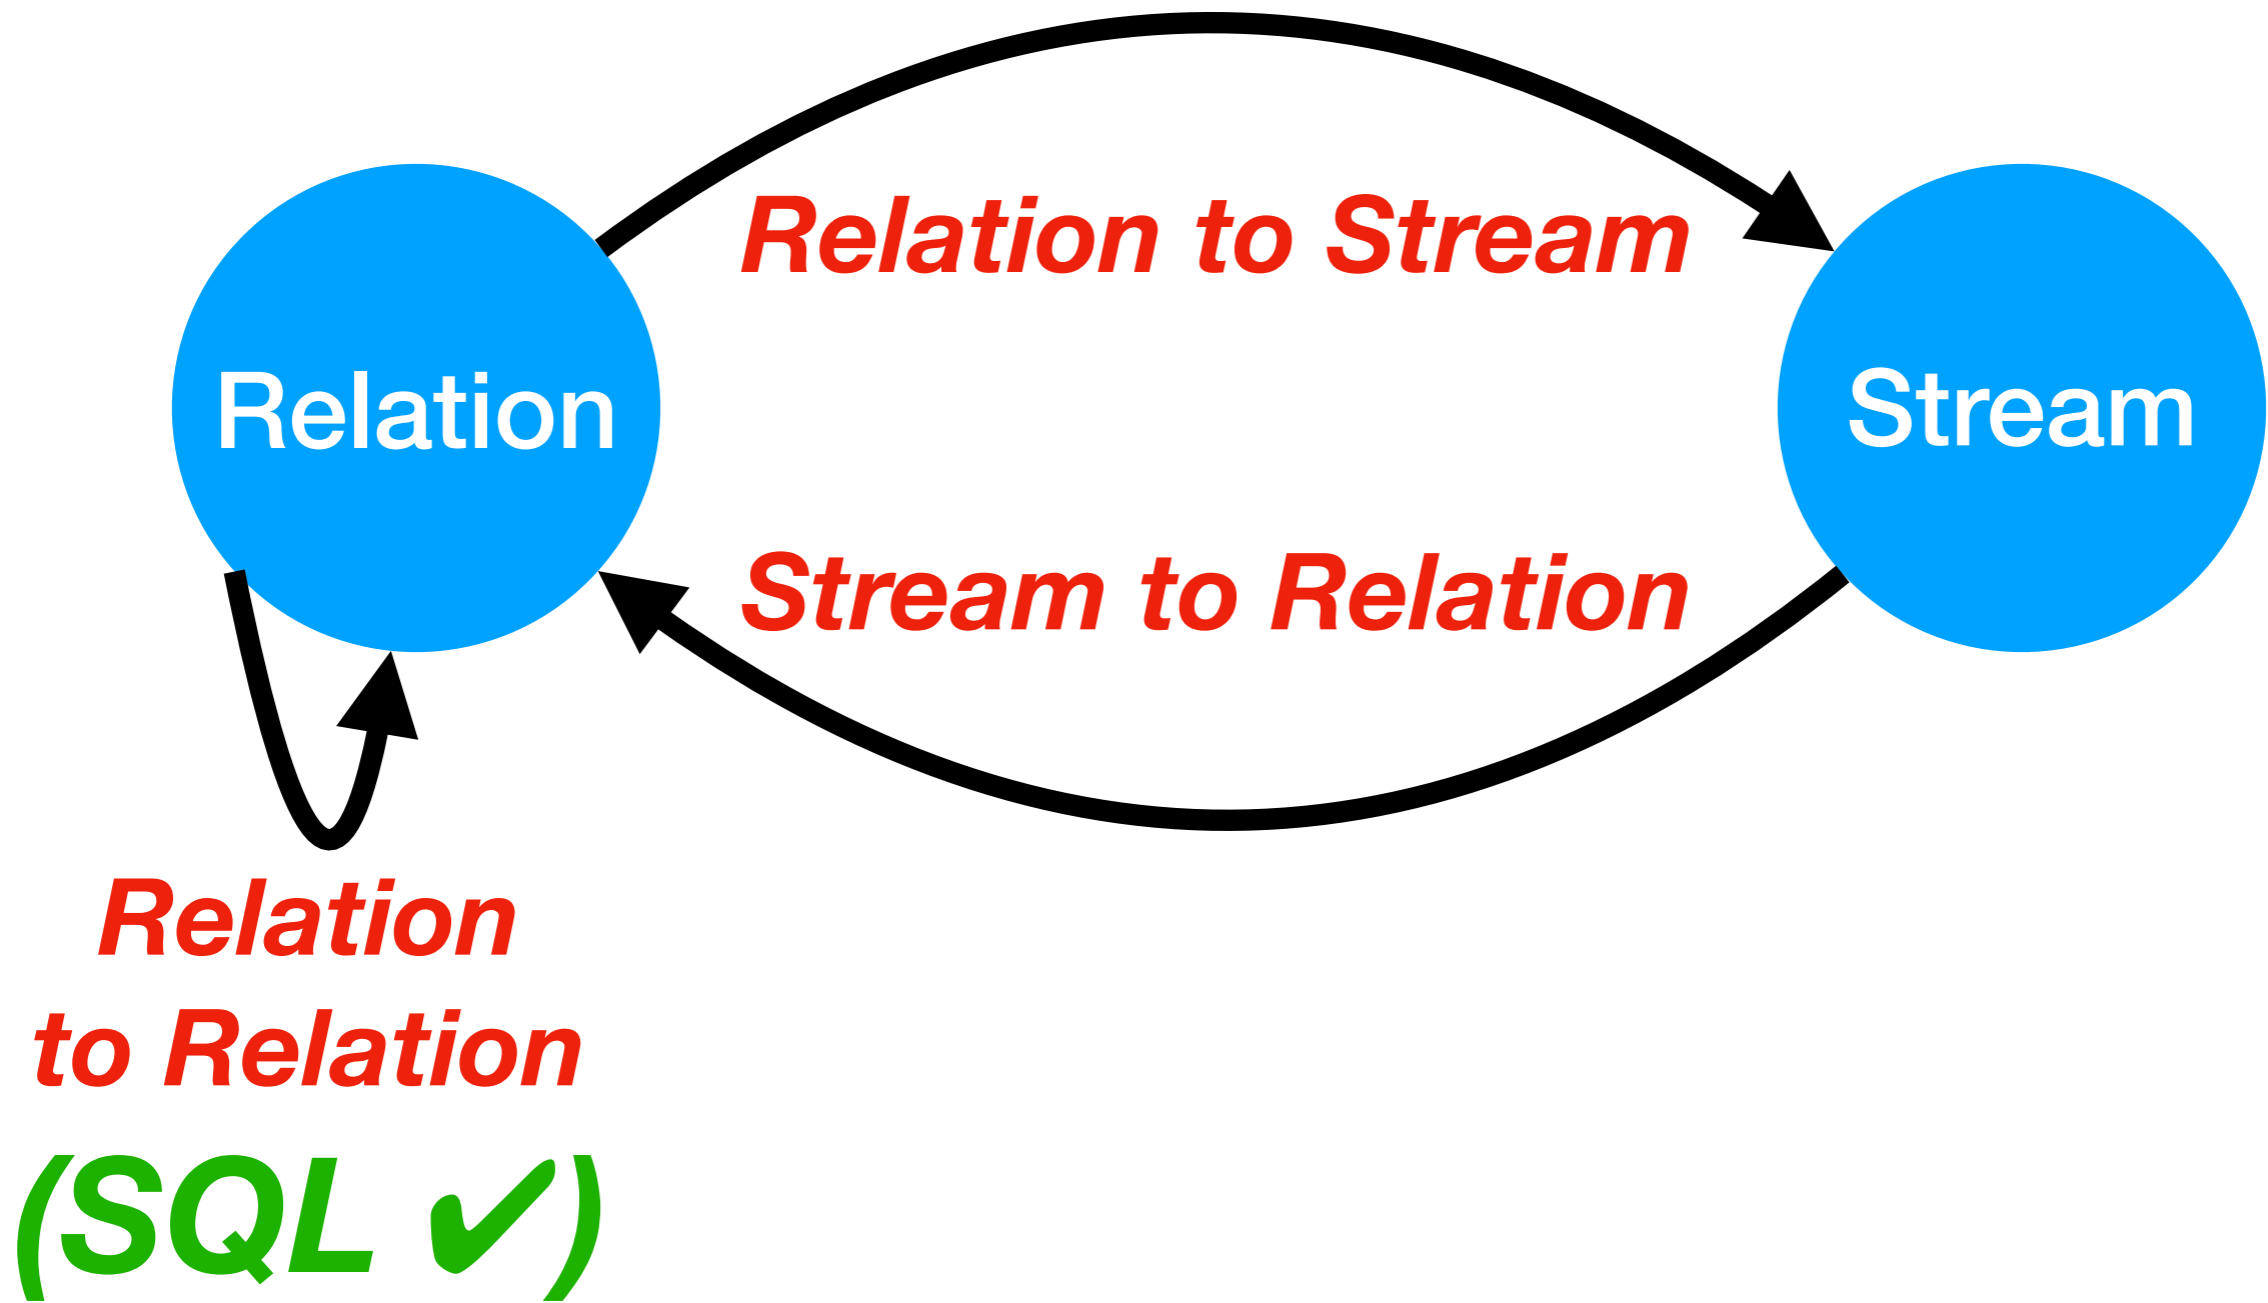 Relation to Stream
Relation
Stream
Stream to Relation
Relation
to Relation
(SQL ✔)